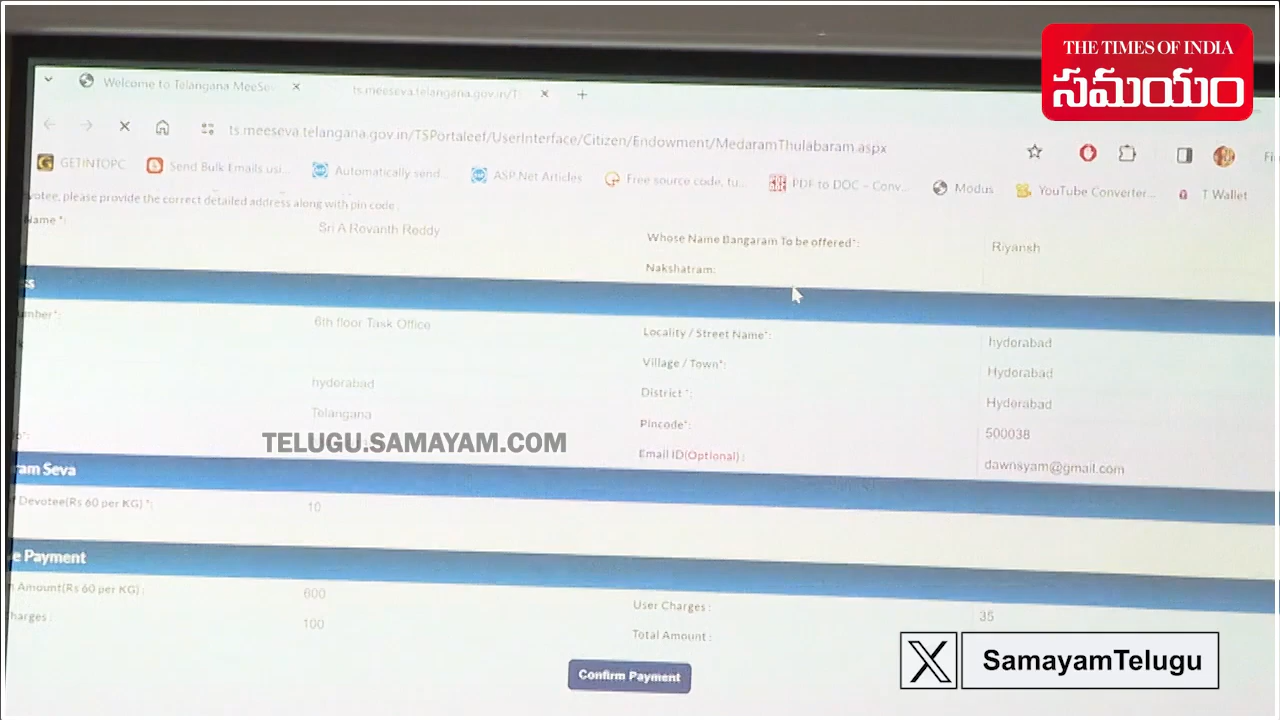 THE TIMES OF INDIA
సమయం
Welcome to Telangana MeeSe
ts.meeseva.telangana.gov.in/T
ts.meeseva.telangana.gov.in/TSPortaleef/UserInterface/Citizen/Endowment/MedaramThulabaram.aspx
GETINTOPC
Send Bulk Emails usi...
Automatically send...
ASP.Net Articles
Free source code, tu...
PDF to DOC – Conv...
Modus
YouTube Converter...
T Wallet
votee, please provide the correct detailed address along with pin code
Name *:
Sri A Revanth Reddy
Whose Name Bangaram To be offered*:
Riyansh
Nakshatram:
ss
umber*:
6th floor Task Office
Locality / Street Name*:
hyderabad
Village / Town*:
Hyderabad
hyderabad
District *:
Hyderabad
Telangana
Pincode*:
500038
TELUGU.SAMAYAM.COM
Email ID(Optional) :
dawnsyam@gmail.com
ram Seva
Devotee(Rs 60 per KG) *:
10
e Payment
Amount(Rs 60 per KG) :
600
User Charges :
35
harges :
100
Total Amount :
Confirm Payment
X
SamayamTelugu